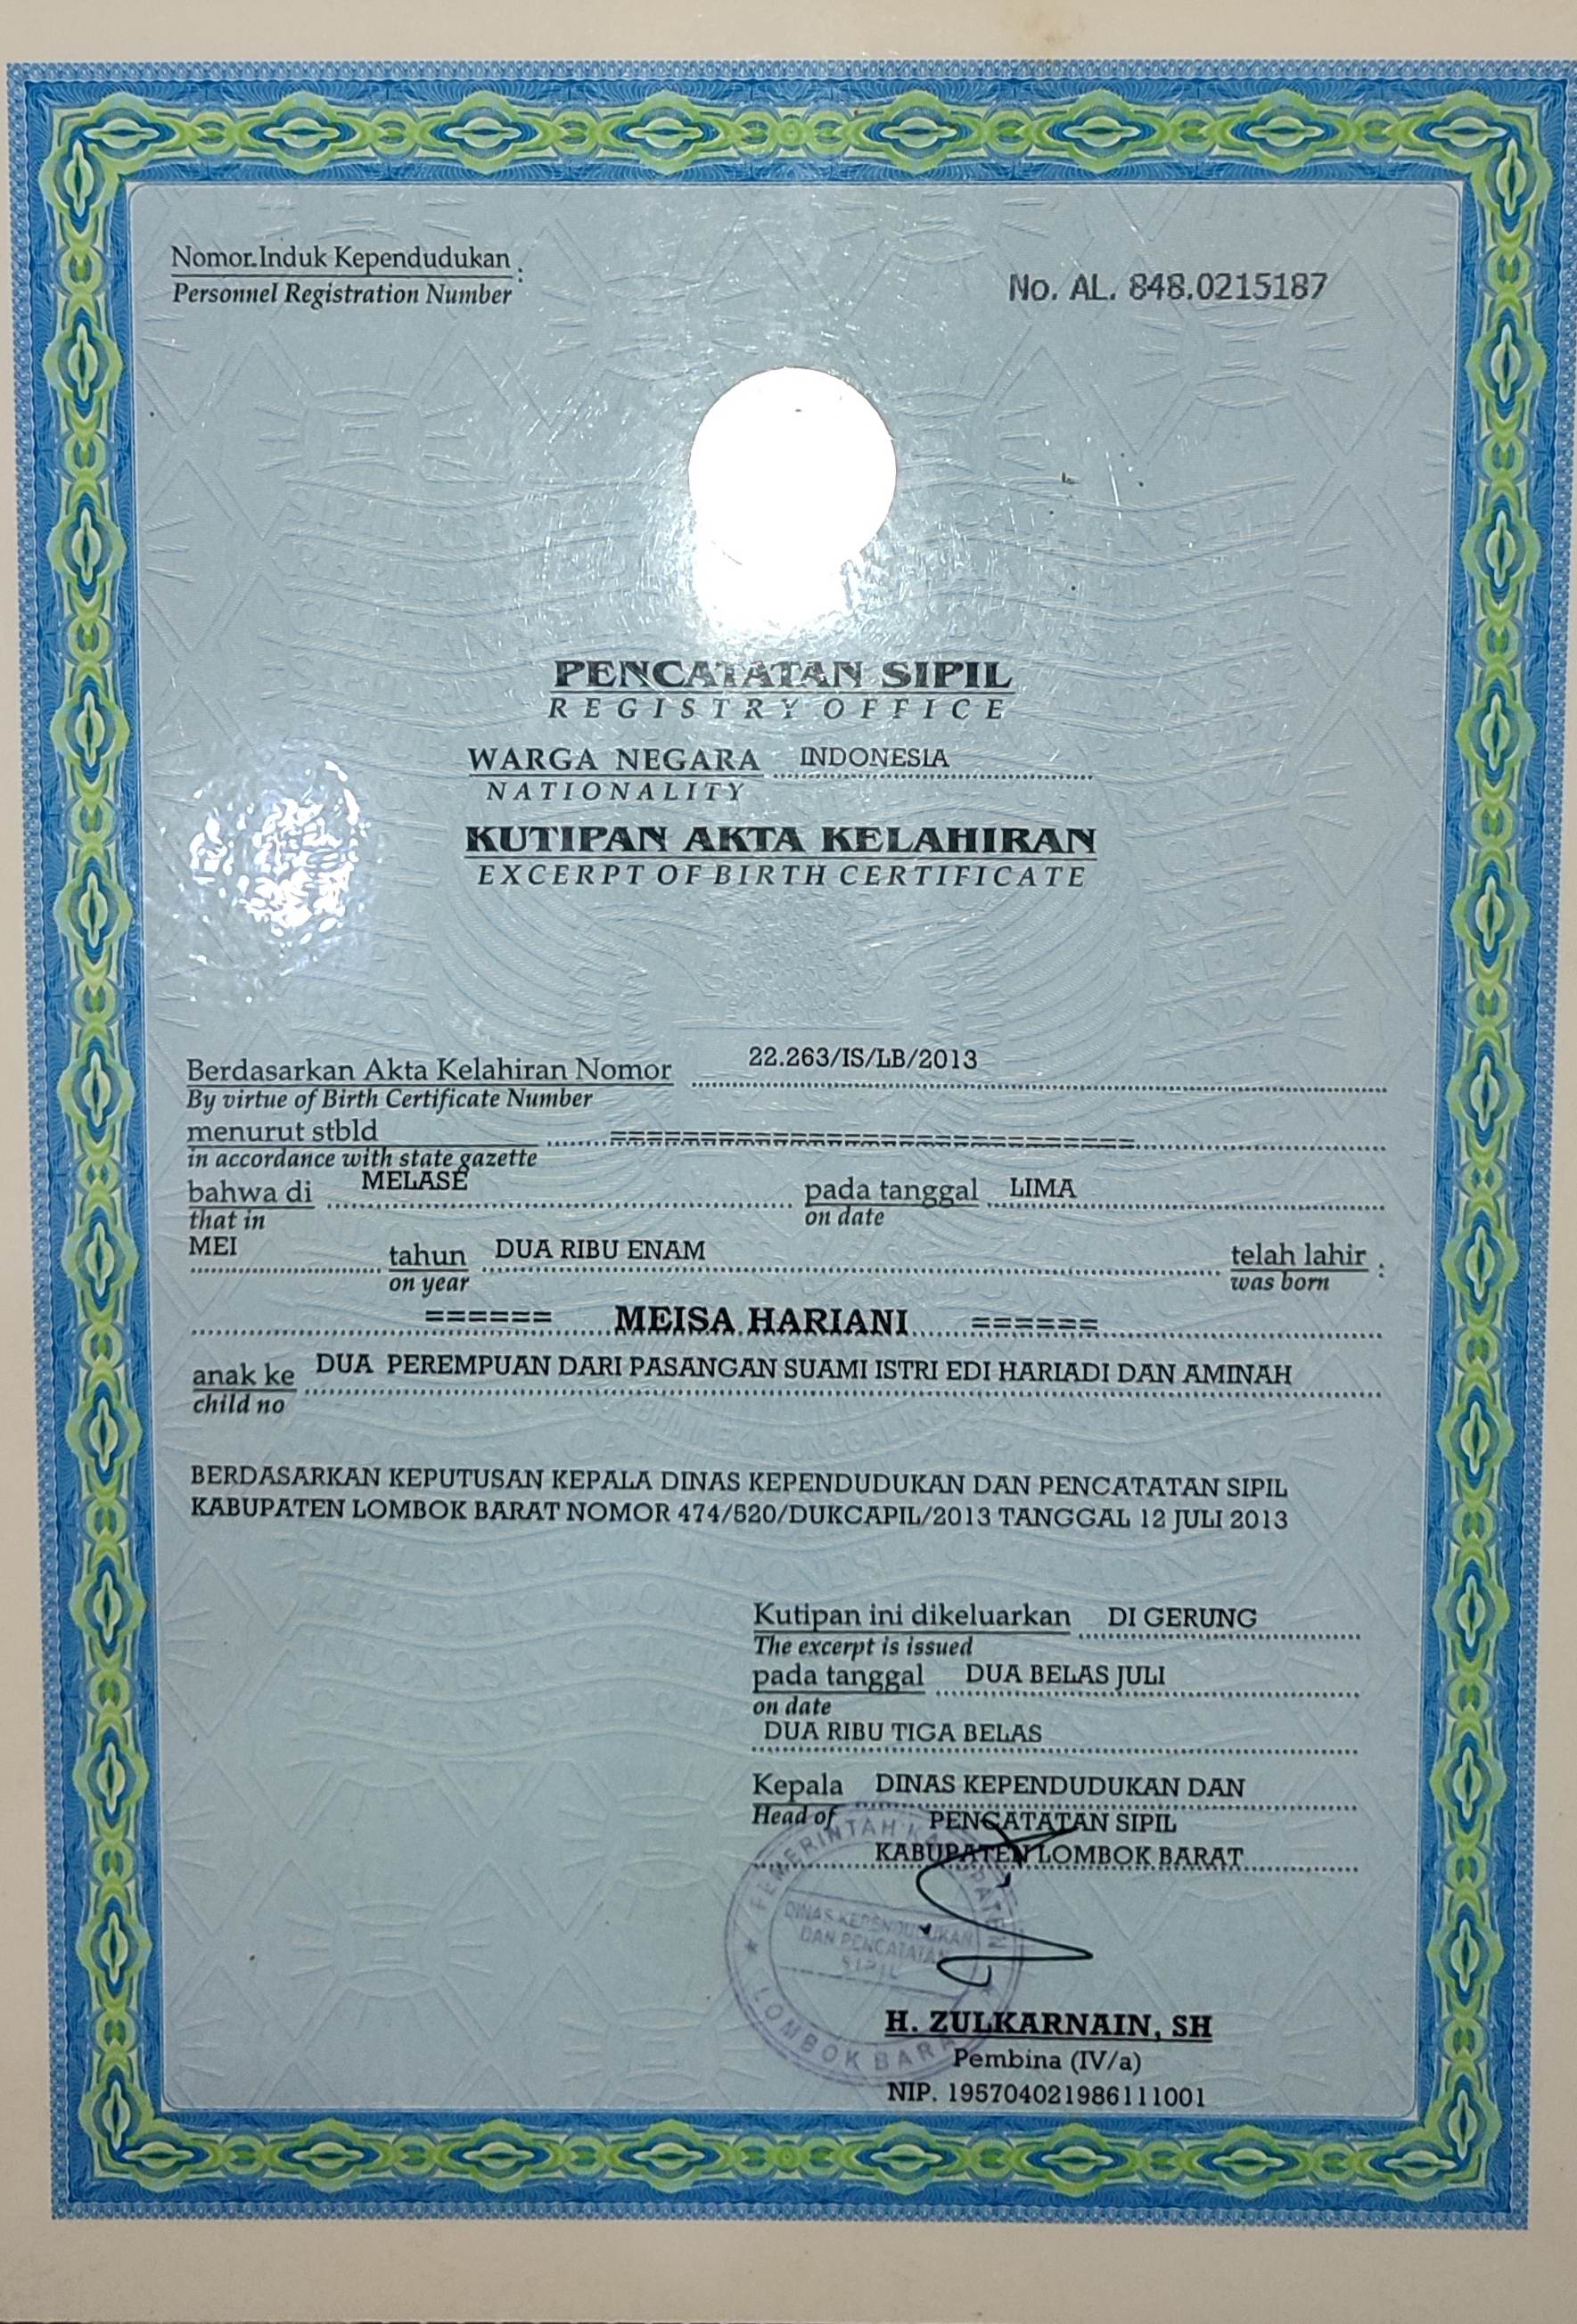 Nomor Induk Kependudukan :
Personnel Registration Number
No. AL. 848.0215187
PENCATATAN SIPIL
REGISTRY OFFICE
WARGA NEGARA INDONESIA
NATIONALITY
KUTIPAN AKTA KELAHIRAN
EXCERPT OF BIRTH CERTIFICATE
Berdasarkan Akta Kelahiran Nomor 22.263/IS/LB/2013
By virtue of Birth Certificate Number
menurut stbld ===========================
in accordance with state gazette
bahwa di MELASE pada tanggal LIMA
that in on date
MEI tahun DUA RIBU ENAM telah lahir :
on year was born
====== MEISA HARIANI ======
anak ke DUA PEREMPUAN DARI PASANGAN SUAMI ISTRI EDI HARIADI DAN AMINAH
child no
BERDASARKAN KEPUTUSAN KEPALA DINAS KEPENDUDUKAN DAN PENCATATAN SIPIL
KABUPATEN LOMBOK BARAT NOMOR 474/520/DUKCAPIL/2013 TANGGAL 12 JULI 2013
Kutipan ini dikeluarkan DI GERUNG
The excerpt is issued
pada tanggal DUA BELAS JULI
on date
DUA RIBU TIGA BELAS
Kepala DINAS KEPENDUDUKAN DAN
Head of PENCATATAN SIPIL
KABUPATEN LOMBOK BARAT
PEMERINTAH KABUPATEN
DINAS KEPENDUDUKAN
DAN PENCATATAN
SIPIL
LOMBOK BARAT
H. ZULKARNAIN, SH
Pembina (IV/a)
NIP. 195704021986111001